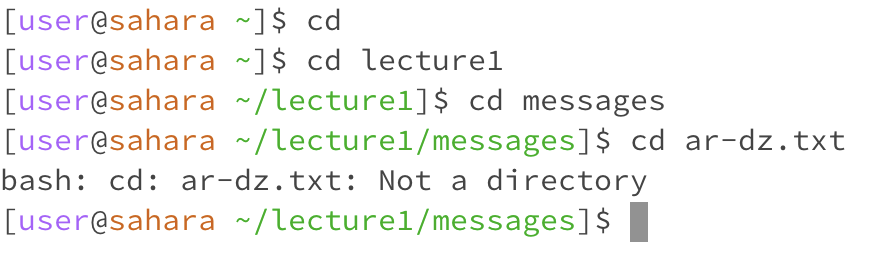 [user@sahara ~]$ cd
[user@sahara ~]$ cd lecture1
[user@sahara ~/lecture1]$ cd messages
[user@sahara ~/lecture1/messages]$ cd ar-dz.txt
bash: cd: ar-dz.txt: Not a directory
[user@sahara ~/lecture1/messages]$